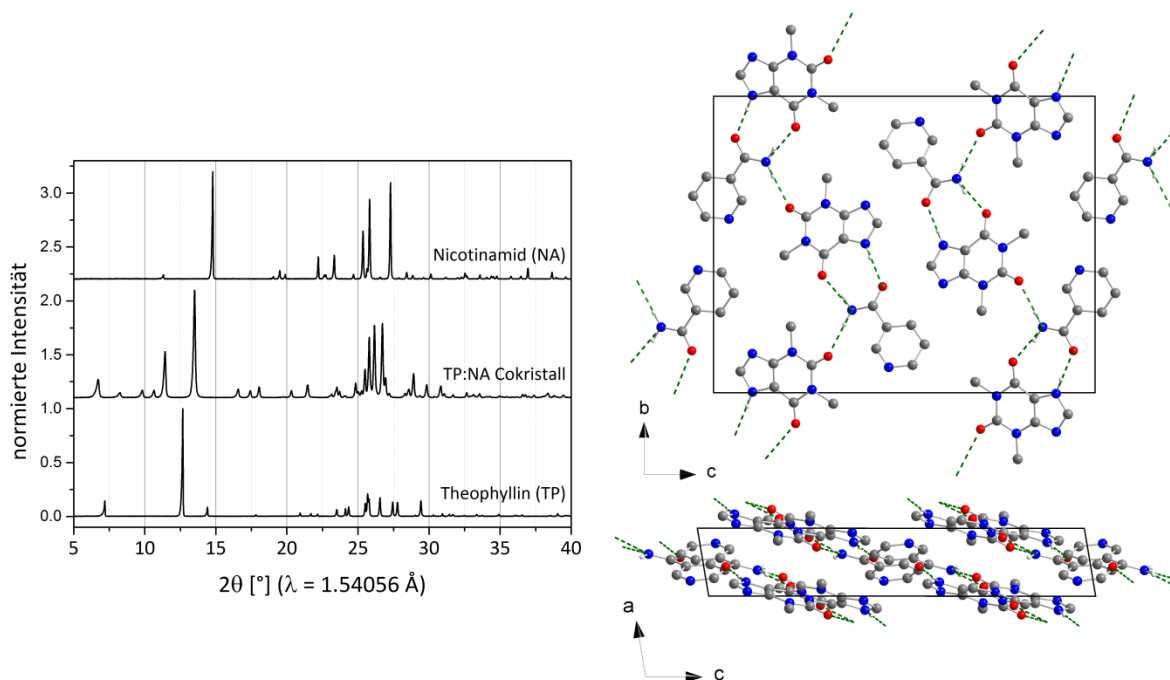 normierte Intensität
3.0
2.5
2.0
1.5
1.0
0.5
0.0
Nicotinamid (NA)
TP:NA Cokristall
Theophyllin (TP)
5 10 15 20 25 30 35 40
2θ [°] (λ = 1.54056 Å)
b
c
a
c